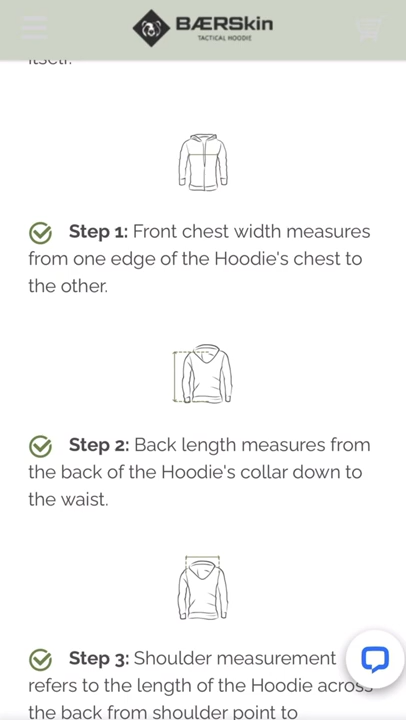 BÆRSkin
TACTICAL HOODIE
itself.
Step 1: Front chest width measures
from one edge of the Hoodie's chest to
the other.
Step 2: Back length measures from
the back of the Hoodie's collar down to
the waist.
Step 3: Shoulder measurement
refers to the length of the Hoodie across
the back from shoulder point to